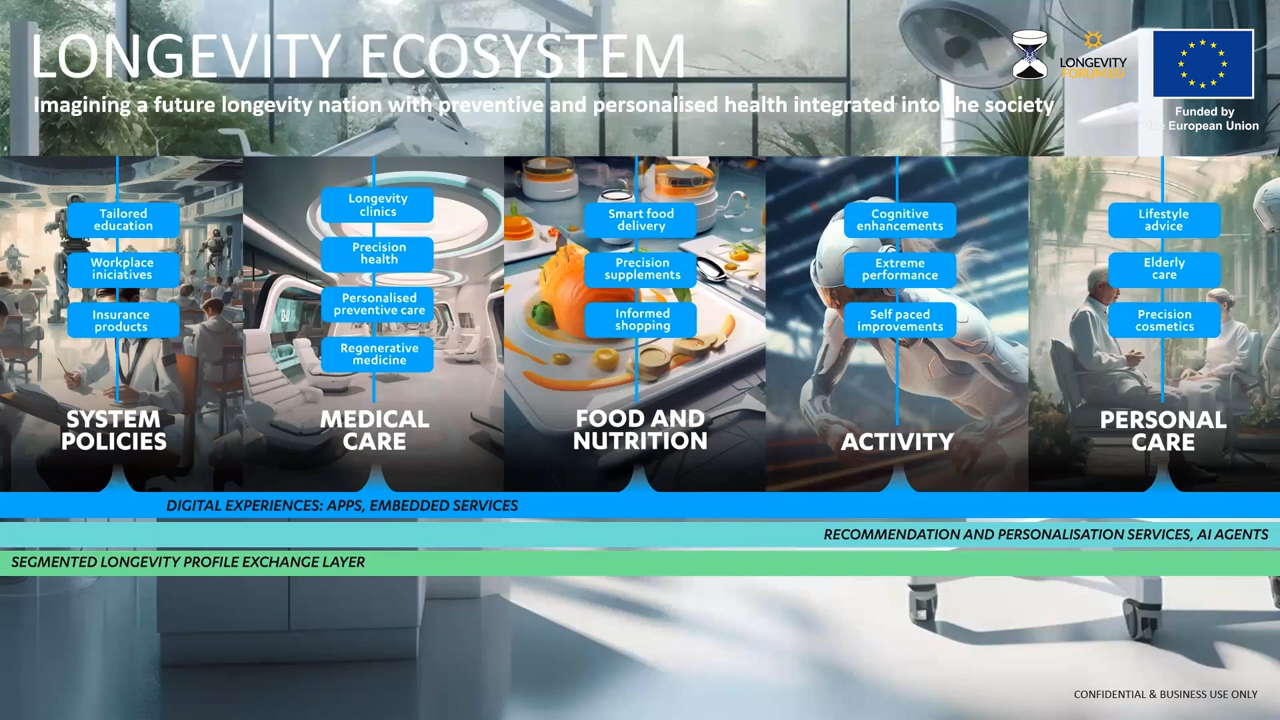 LONGEVITY ECOSYSTEM
Imagining a future longevity nation with preventive and personalised health integrated into the society
LONGEVITY
FORUM.EU
Funded by
the European Union
Tailored
education
Workplace
iniciatives
Insurance
products
SYSTEM
POLICIES
Longevity
clinics
Precision
health
Personalised
preventive care
Regenerative
medicine
MEDICAL
CARE
Smart food
delivery
Precision
supplements
Informed
shopping
FOOD AND
NUTRITION
Cognitive
enhancements
Extreme
performance
Self paced
improvements
ACTIVITY
Lifestyle
advice
Elderly
care
Precision
cosmetics
PERSONAL
CARE
DIGITAL EXPERIENCES: APPS, EMBEDDED SERVICES
RECOMMENDATION AND PERSONALISATION SERVICES, AI AGENTS
SEGMENTED LONGEVITY PROFILE EXCHANGE LAYER
CONFIDENTIAL & BUSINESS USE ONLY